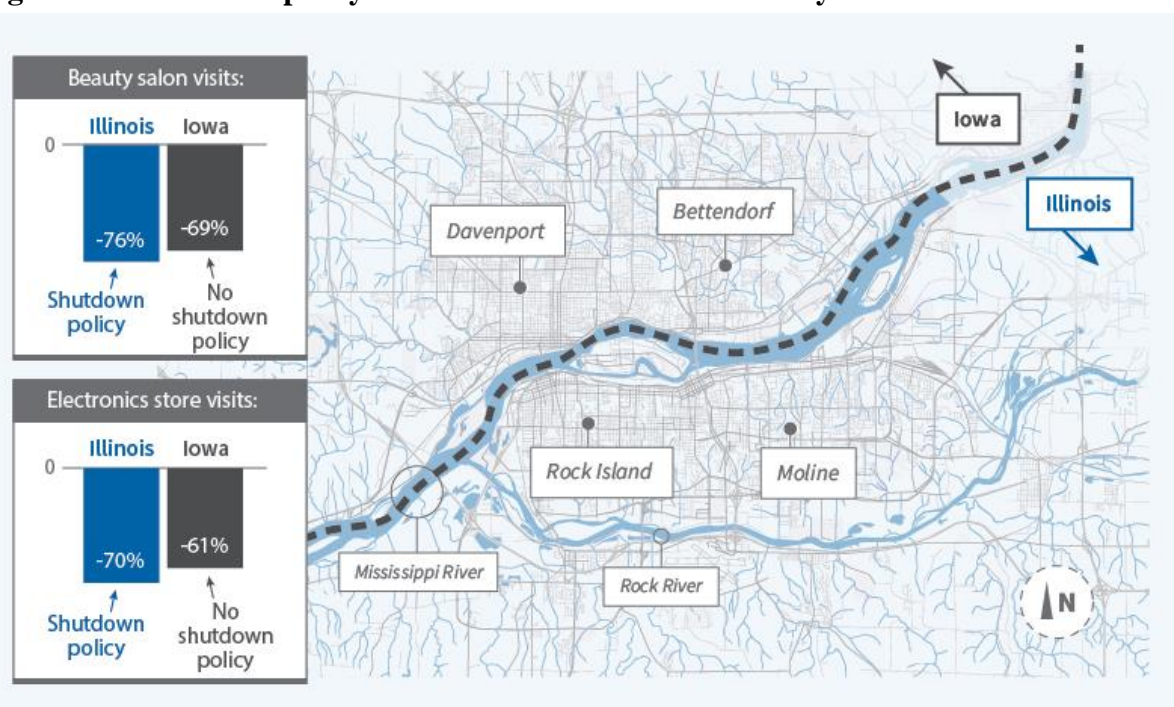 Beauty salon visits:
Illinois Iowa
0
-76% -69%
Shutdown
policy
No
shutdown
policy
Electronics store visits:
Illinois Iowa
0
-70% -61%
Shutdown
policy
No
shutdown
policy
Iowa
Illinois
Bettendorf
Davenport
Rock Island
Moline
Mississippi River
Rock River
N